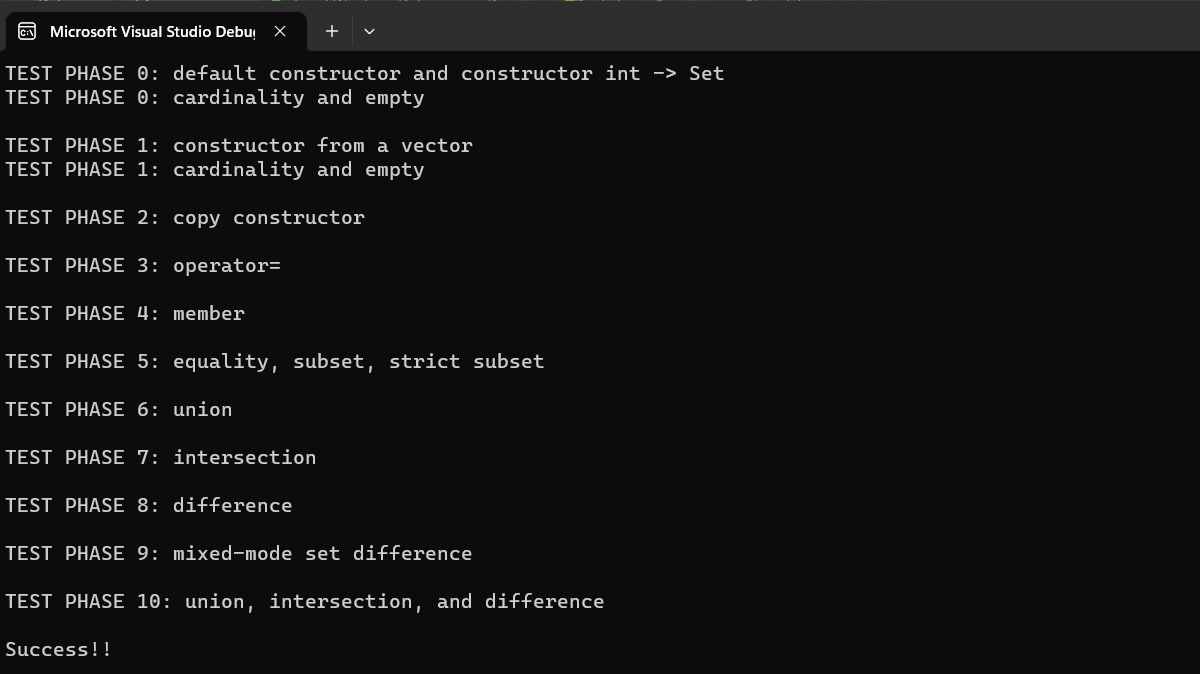 Microsoft Visual Studio Debug
TEST PHASE 0: default constructor and constructor int -> Set
TEST PHASE 0: cardinality and empty
TEST PHASE 1: constructor from a vector
TEST PHASE 1: cardinality and empty
TEST PHASE 2: copy constructor
TEST PHASE 3: operator=
TEST PHASE 4: member
TEST PHASE 5: equality, subset, strict subset
TEST PHASE 6: union
TEST PHASE 7: intersection
TEST PHASE 8: difference
TEST PHASE 9: mixed-mode set difference
TEST PHASE 10: union, intersection, and difference
Success!!